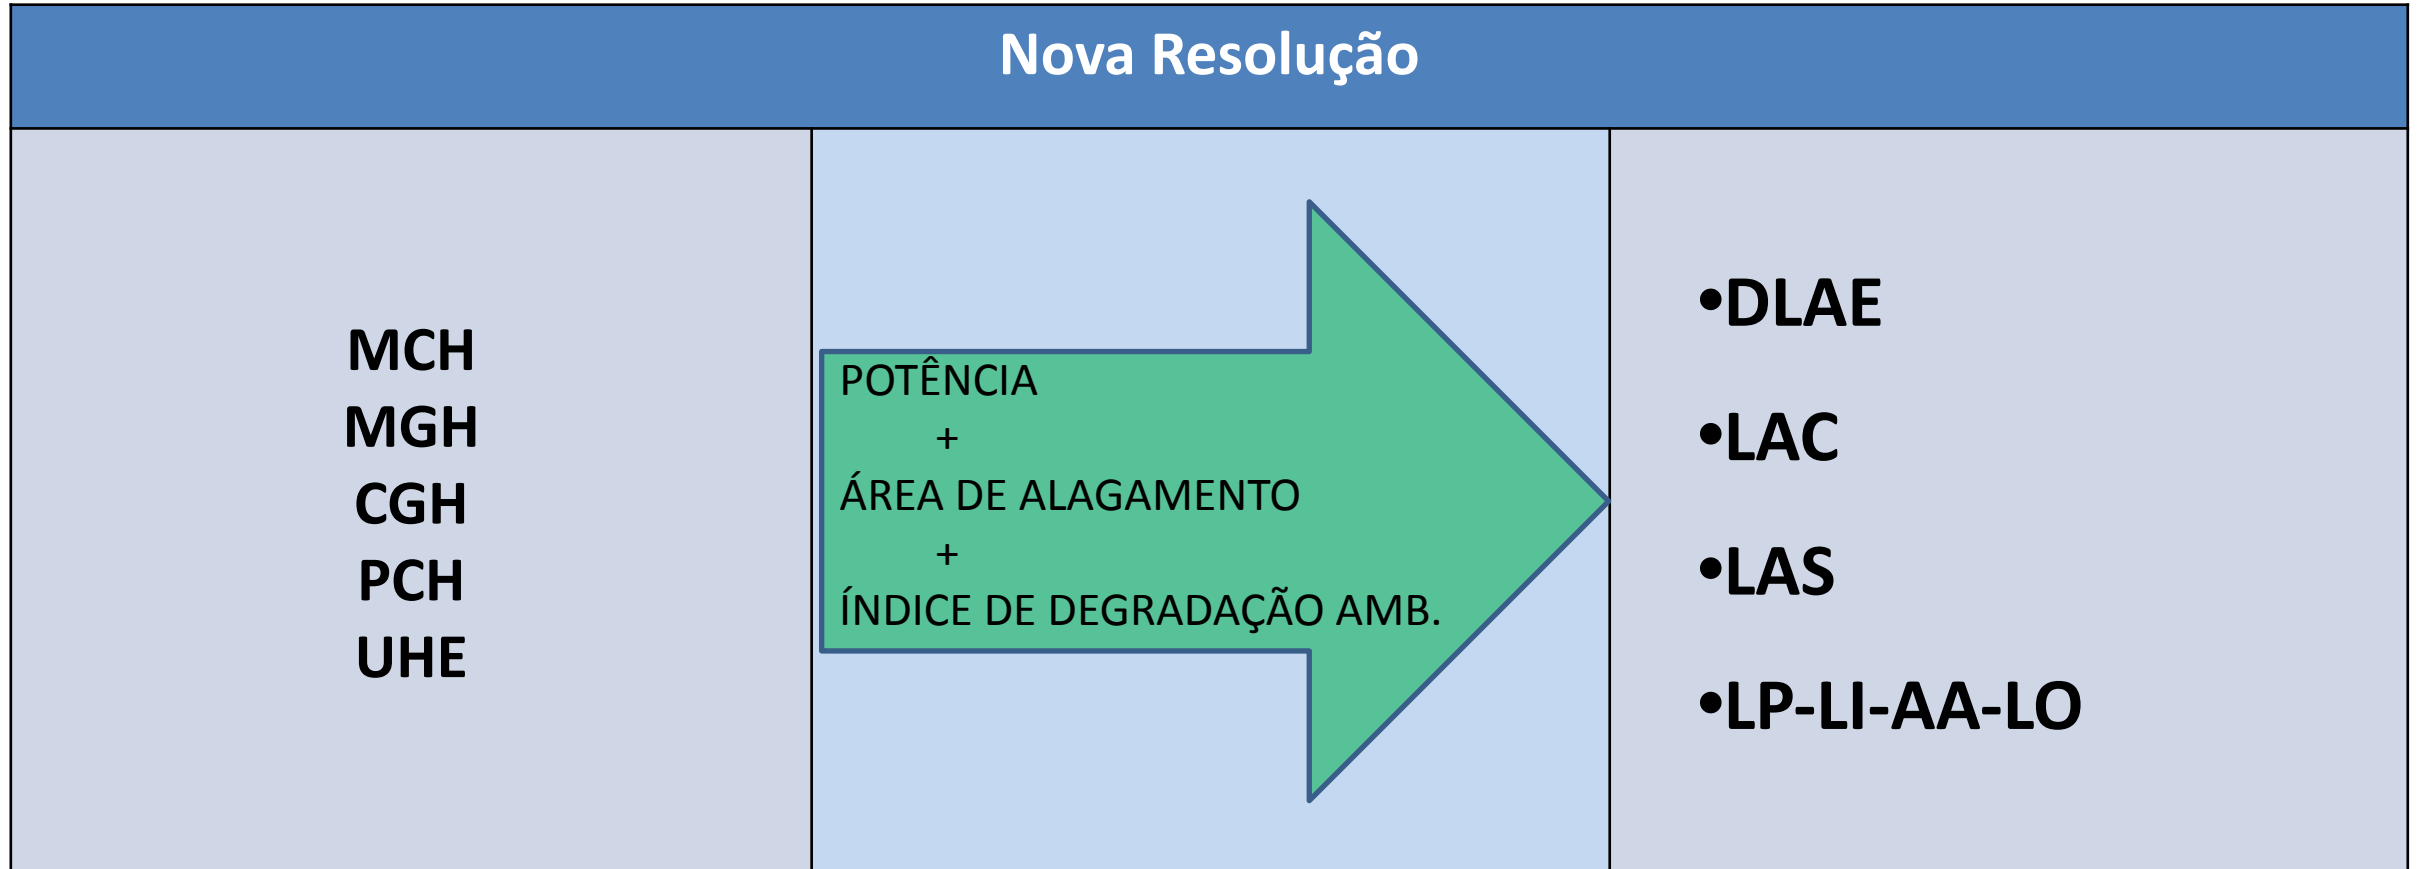 Nova Resolução
MCH
MGH
CGH
PCH
UHE
POTÊNCIA
+
ÁREA DE ALAGAMENTO
+
ÍNDICE DE DEGRADAÇÃO AMB.
•DLAE
•LAC
•LAS
•LP-LI-AA-LO